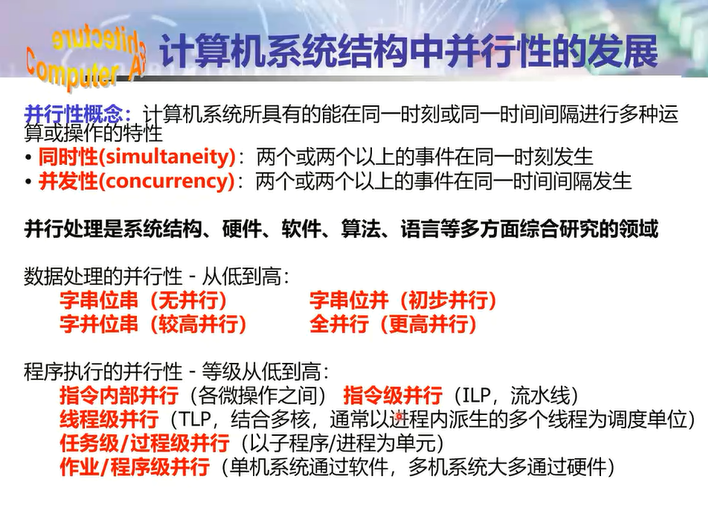 Computer Architecture
计算机系统结构中并行性的发展
并行性概念：计算机系统所具有的能在同一时刻或同一时间间隔进行多种运
算或操作的特性
• 同时性(simultaneity)：两个或两个以上的事件在同一时刻发生
• 并发性(concurrency)：两个或两个以上的事件在同一时间间隔发生
并行处理是系统结构、硬件、软件、算法、语言等多方面综合研究的领域
数据处理的并行性 - 从低到高：
字串位串（无并行） 字串位并（初步并行）
字并位串（较高并行） 全并行（更高并行）
程序执行的并行性 - 等级从低到高：
指令内部并行（各微操作之间） 指令级并行（ILP，流水线）
线程级并行（TLP，结合多核，通常以进程内派生的多个线程为调度单位）
任务级/过程级并行（以子程序/进程为单元）
作业/程序级并行（单机系统通过软件，多机系统大多通过硬件）